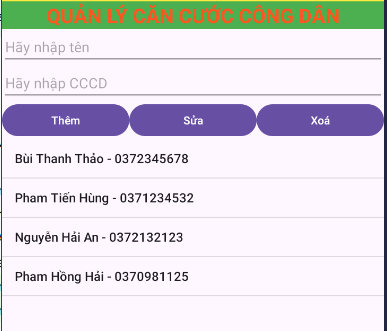 QUẢN LÝ CĂN CƯỚC CÔNG DÂN
Hãy nhập tên
Hãy nhập CCCD
Thêm Sửa Xoá
Bùi Thanh Thảo - 0372345678
Pham Tiến Hùng - 0371234532
Nguyễn Hải An - 0372132123
Pham Hồng Hải - 0370981125